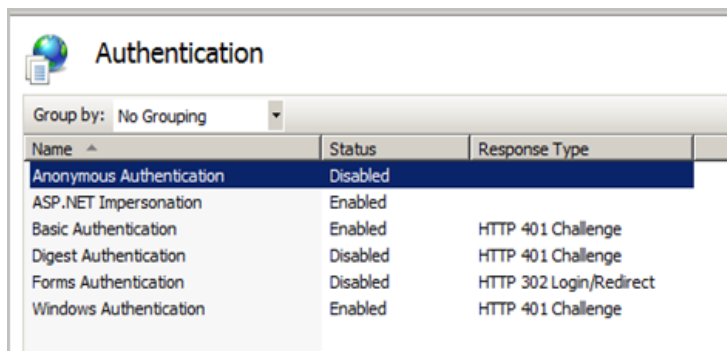 Authentication
Group by: No Grouping
Name Status Response Type
Anonymous Authentication Disabled
ASP.NET Impersonation Enabled
Basic Authentication Enabled HTTP 401 Challenge
Digest Authentication Disabled HTTP 401 Challenge
Forms Authentication Disabled HTTP 302 Login/Redirect
Windows Authentication Enabled HTTP 401 Challenge